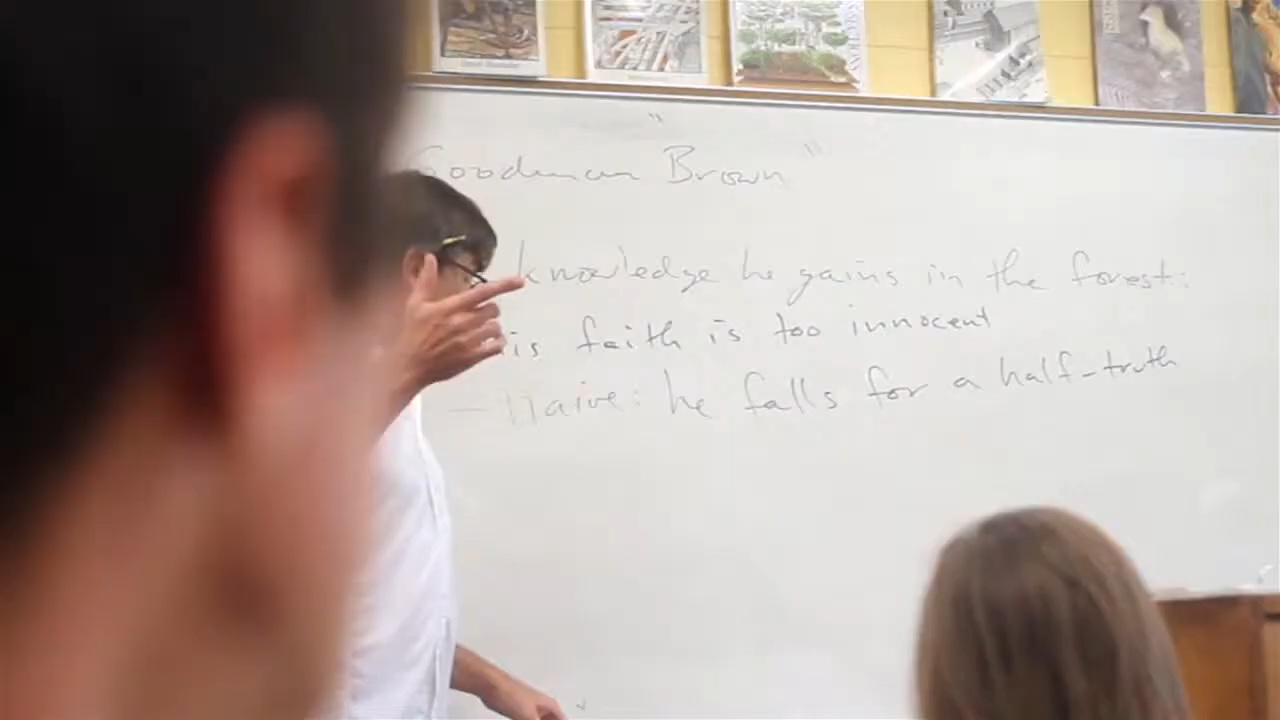 Goodman Brown"
knowledge he gains in the forest:
is faith is too innocent
— Naive: he falls for a half-truth